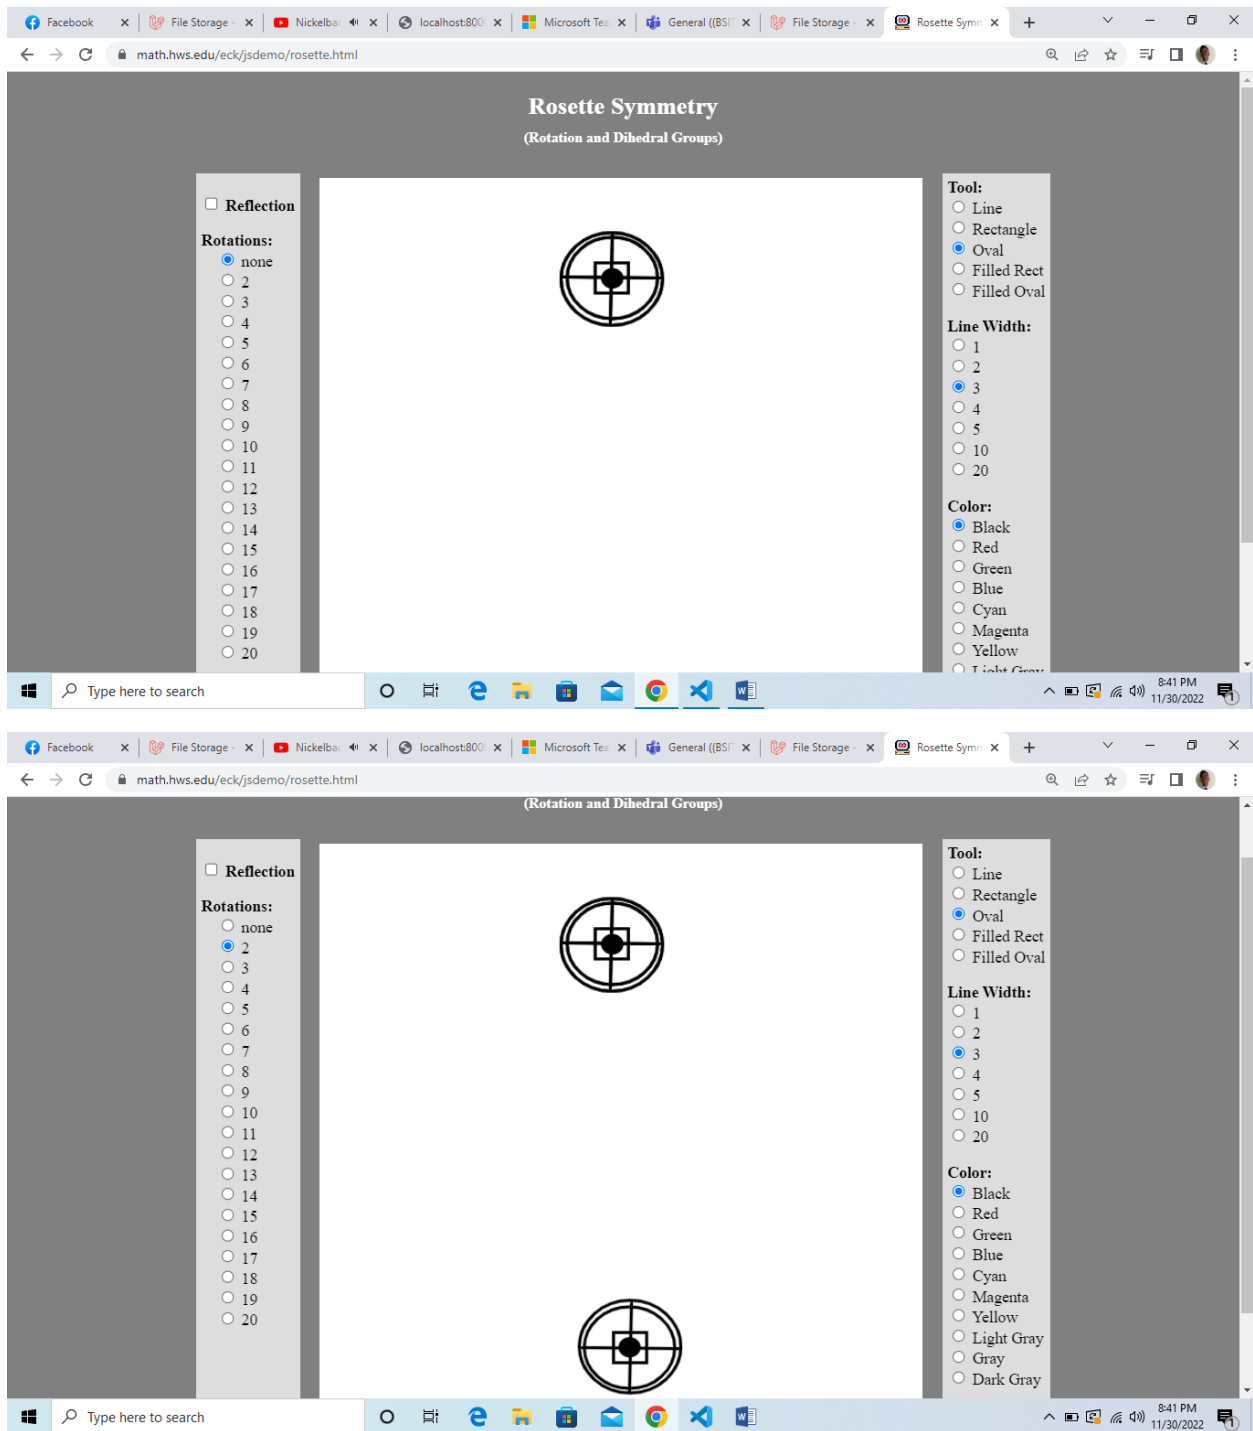 Facebook File Storage - Nickelbac localhost:800 Microsoft Tea General ((BSIT File Storage - Rosette Symm
math.hws.edu/eck/jsdemo/rosette.html
Rosette Symmetry
(Rotation and Dihedral Groups)
Reflection
Rotations:
none
2
3
4
5
6
7
8
9
10
11
12
13
14
15
16
17
18
19
20
Tool:
Line
Rectangle
Oval
Filled Rect
Filled Oval
Line Width:
1
2
3
4
5
10
20
Color:
Black
Red
Green
Blue
Cyan
Magenta
Yellow
Light Gray
Type here to search
8:41 PM
11/30/2022
1
Facebook File Storage - Nickelbac localhost:800 Microsoft Tea General ((BSIT File Storage - Rosette Symm
math.hws.edu/eck/jsdemo/rosette.html
(Rotation and Dihedral Groups)
Reflection
Rotations:
none
2
3
4
5
6
7
8
9
10
11
12
13
14
15
16
17
18
19
20
Tool:
Line
Rectangle
Oval
Filled Rect
Filled Oval
Line Width:
1
2
3
4
5
10
20
Color:
Black
Red
Green
Blue
Cyan
Magenta
Yellow
Light Gray
Gray
Dark Gray
Type here to search
8:41 PM
11/30/2022
1